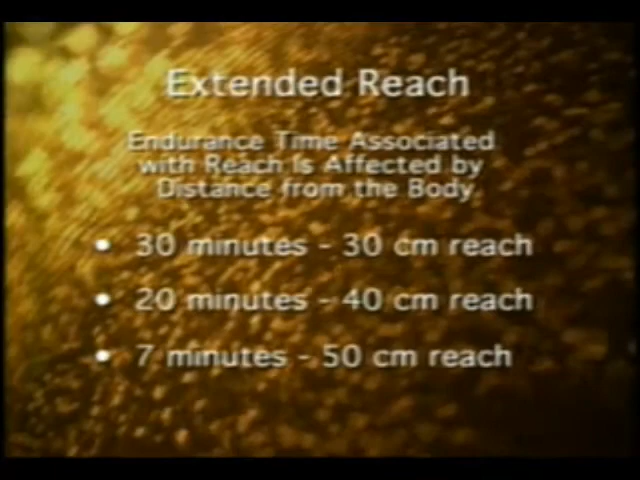 Extended Reach
Endurance Time Associated
with Reach Is Affected by
Distance from the Body
• 30 minutes - 30 cm reach
• 20 minutes - 40 cm reach
• 7 minutes - 50 cm reach